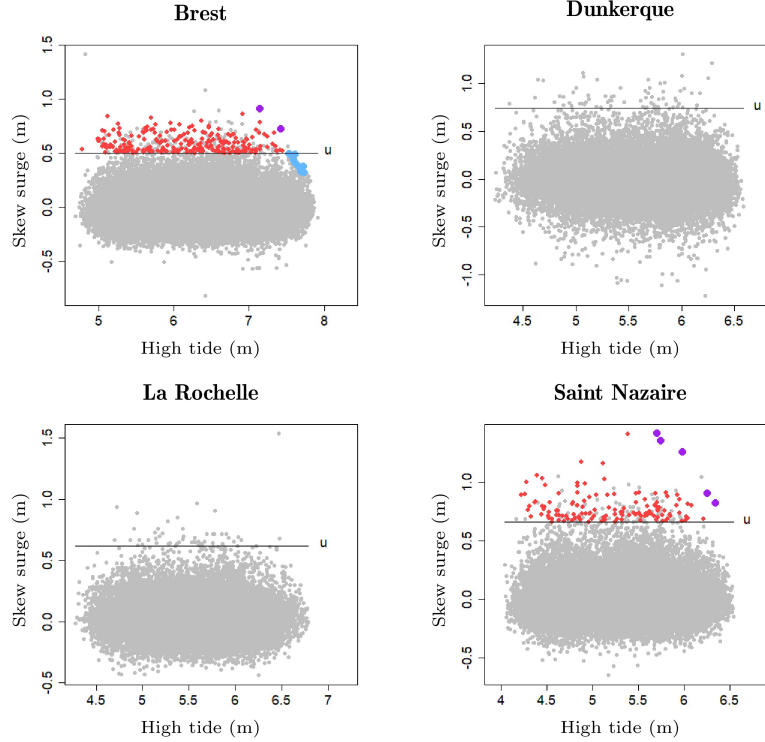 Brest
Dunkerque
Skew surge (m)
-0.5 0.0 0.5 1.0 1.5
u
5 6 7 8
High tide (m)
Skew surge (m)
-1.0 -0.5 0.0 0.5 1.0
u
4.5 5 5.5 6 6.5
High tide (m)
La Rochelle
Saint Nazaire
Skew surge (m)
-0.5 0.0 0.5 1.0 1.5
u
4.5 5 5.5 6 6.5 7
High tide (m)
Skew surge (m)
-0.5 0.0 0.5 1.0
u
4 4.5 5 5.5 6 6.5
High tide (m)